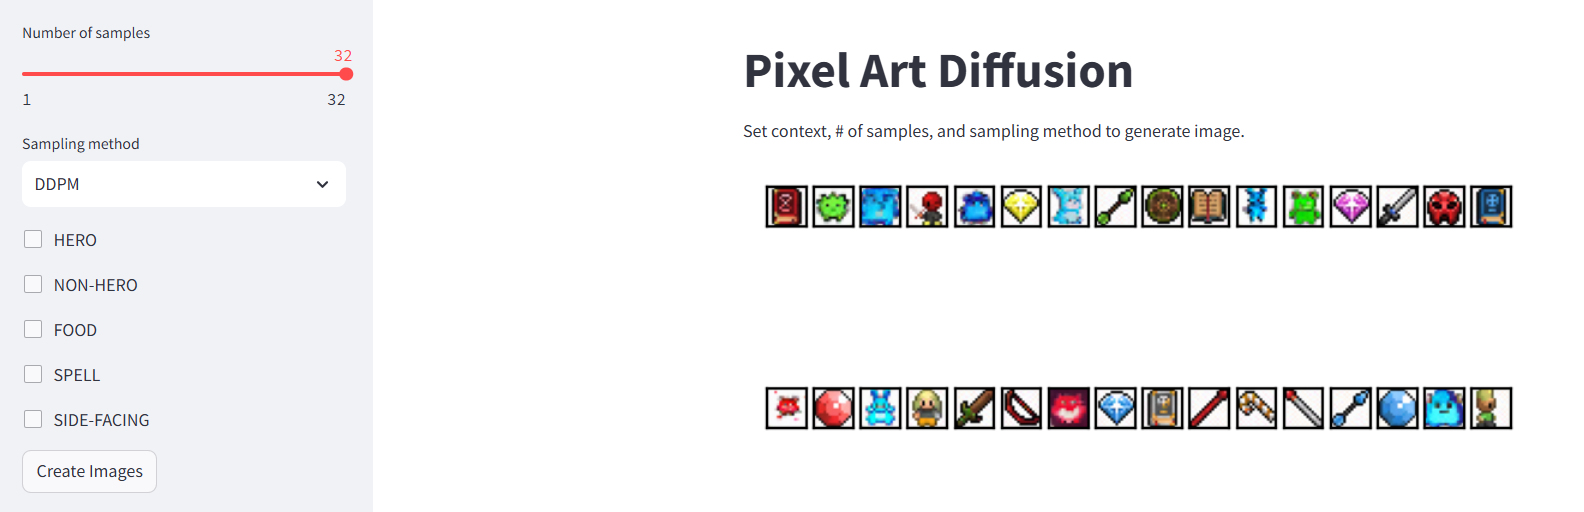 Number of samples
32
1 32
Sampling method
DDPM
HERO
NON-HERO
FOOD
SPELL
SIDE-FACING
Create Images
Pixel Art Diffusion
Set context, # of samples, and sampling method to generate image.